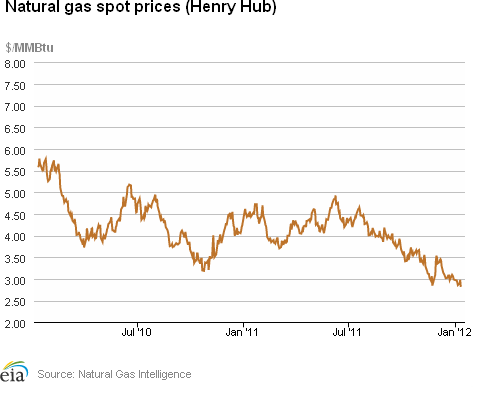 Natural gas spot prices (Henry Hub)
$/MMBtu
8.00
7.50
7.00
6.50
6.00
5.50
5.00
4.50
4.00
3.50
3.00
2.50
2.00
Jul '10
Jan '11
Jul '11
Jan '12
eia
Source: Natural Gas Intelligence